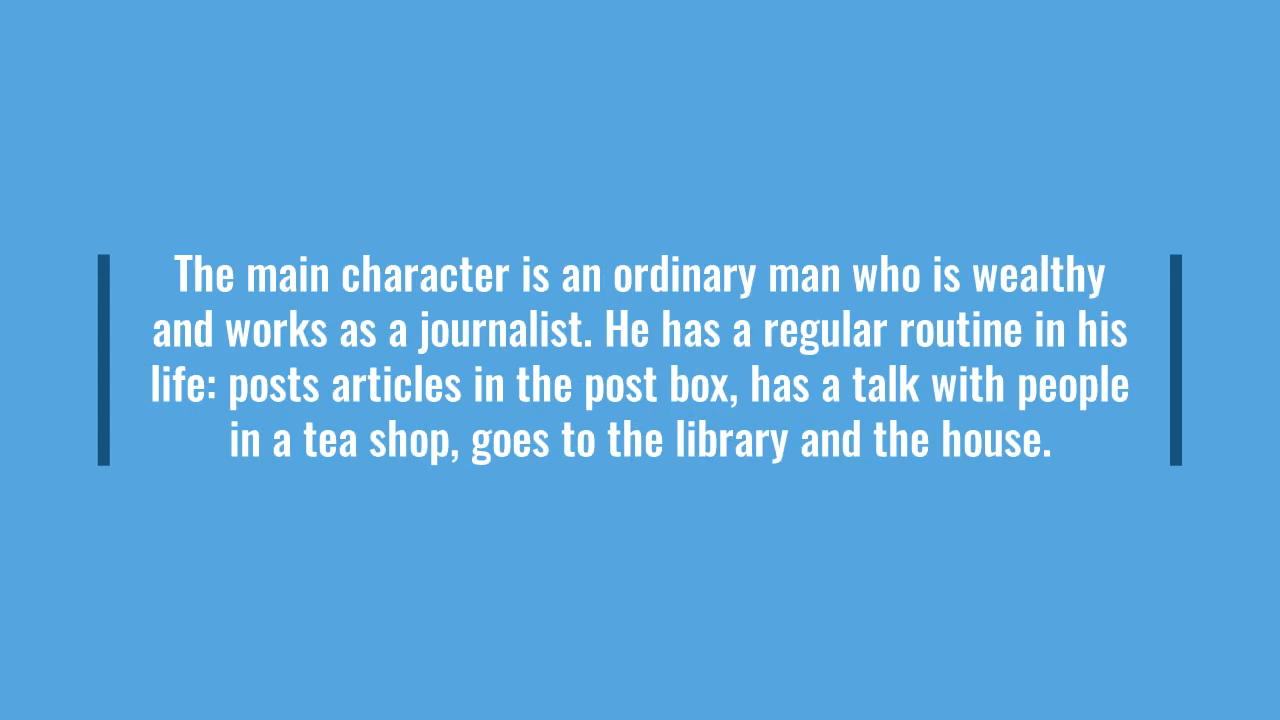 The main character is an ordinary man who is wealthy
and works as a journalist. He has a regular routine in his
life: posts articles in the post box, has a talk with people
in a tea shop, goes to the library and the house.